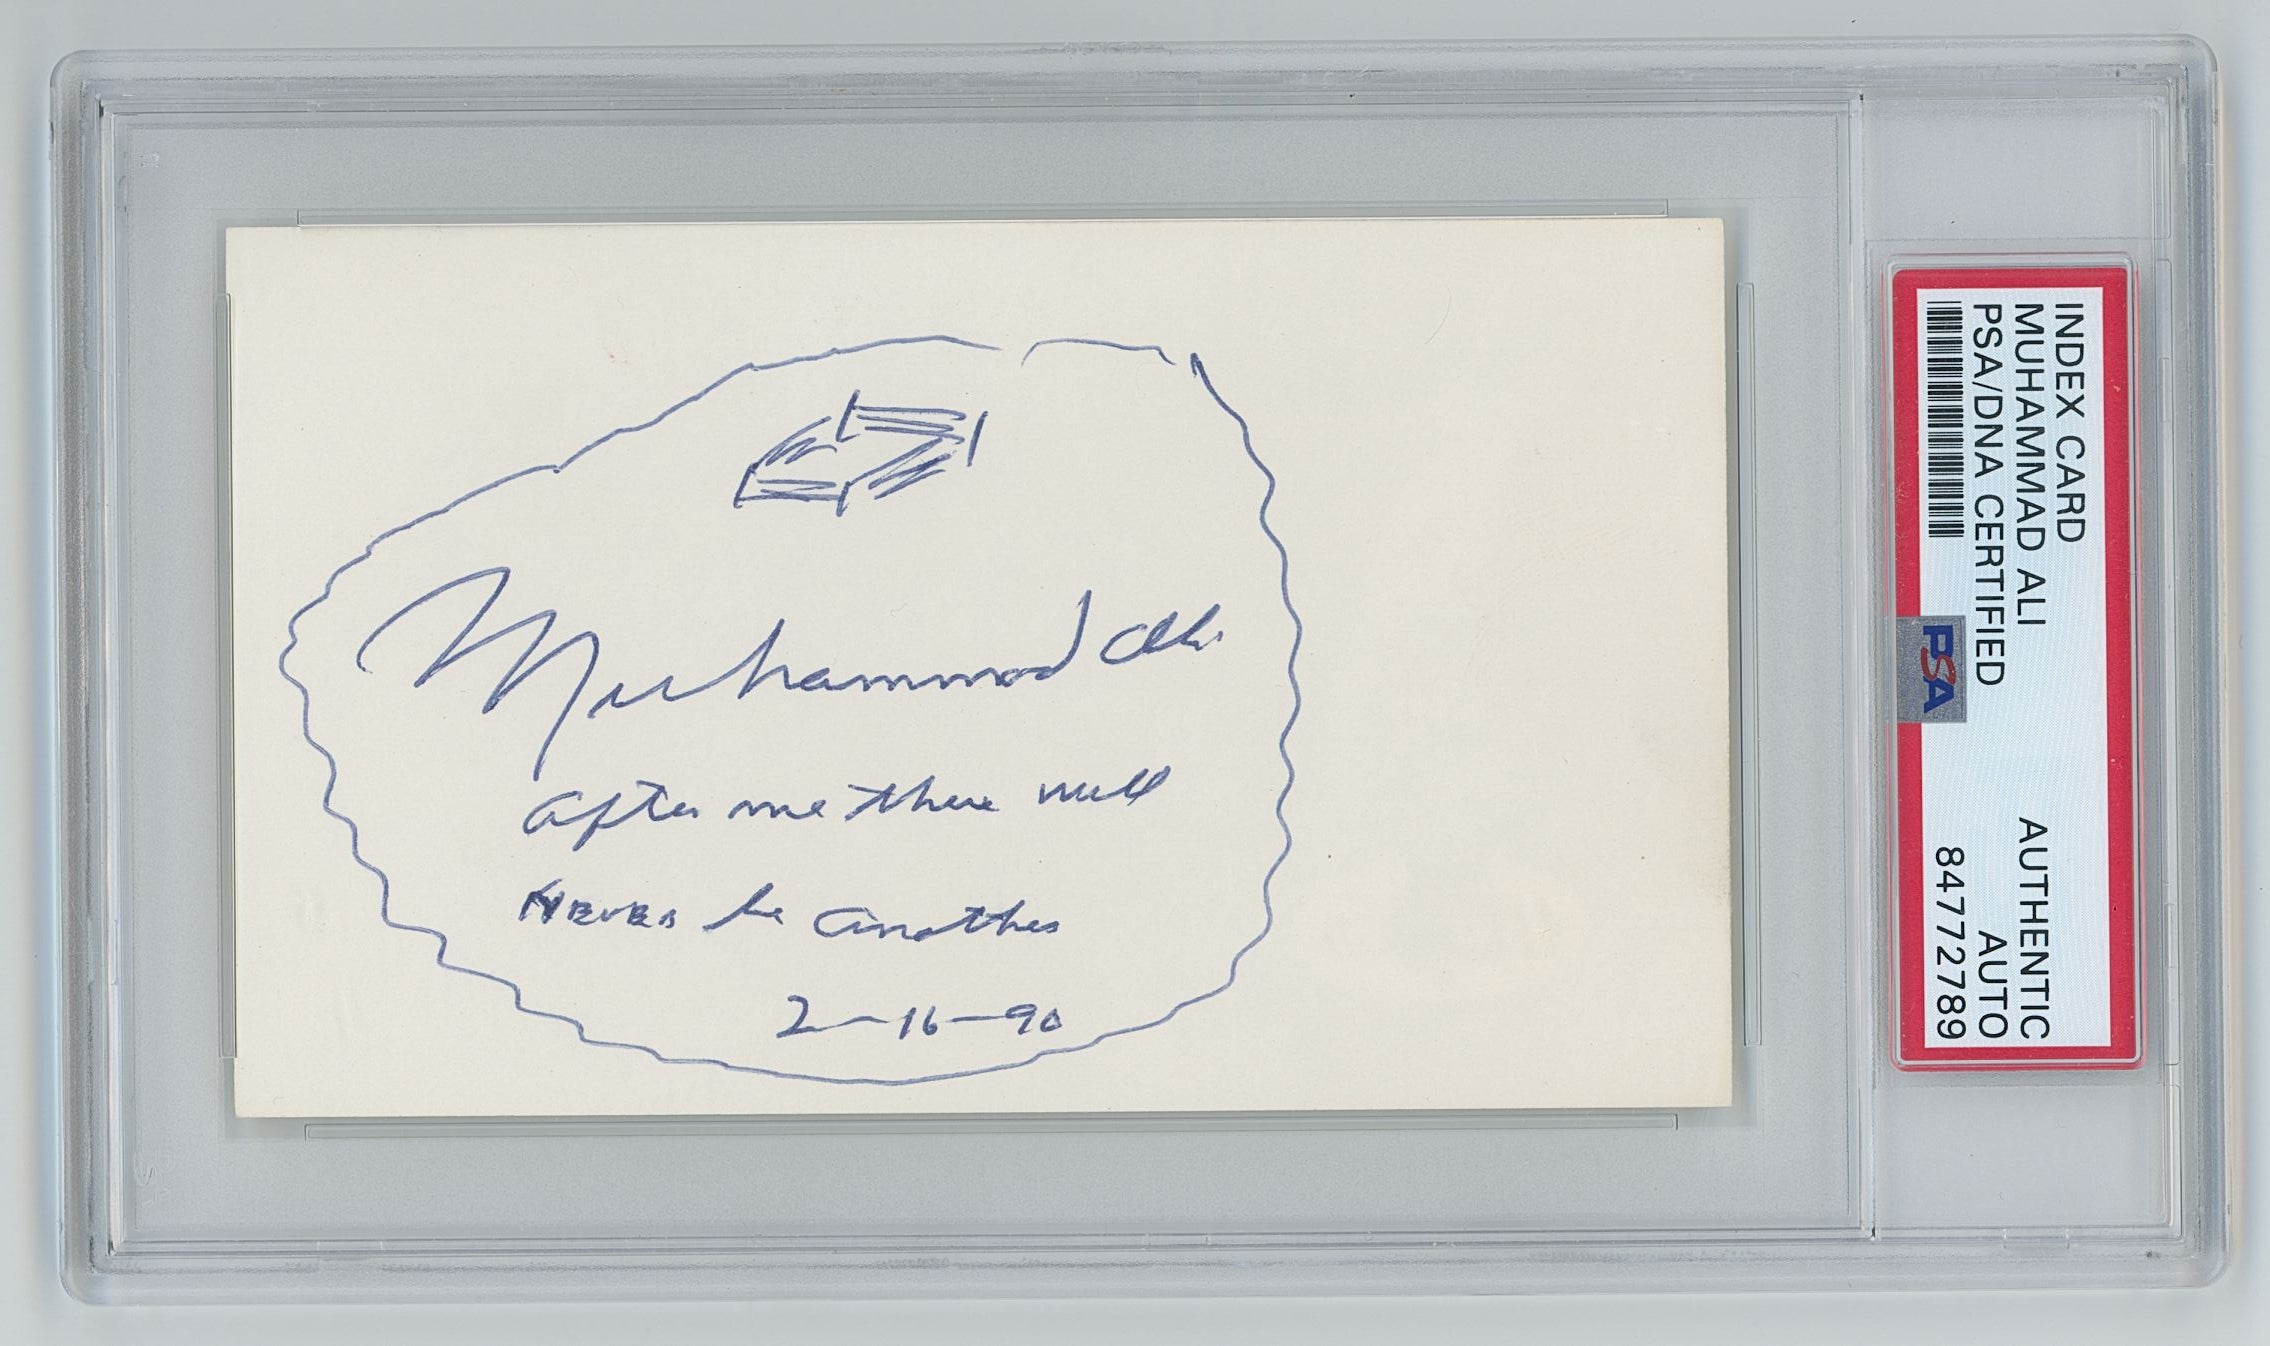 Muhammad Ali
After me there will
NEVER be another
2-16-90
INDEX CARD
MUHAMMAD ALI
PSA/DNA CERTIFIED
AUTHENTIC
AUTO
84772789
PSA